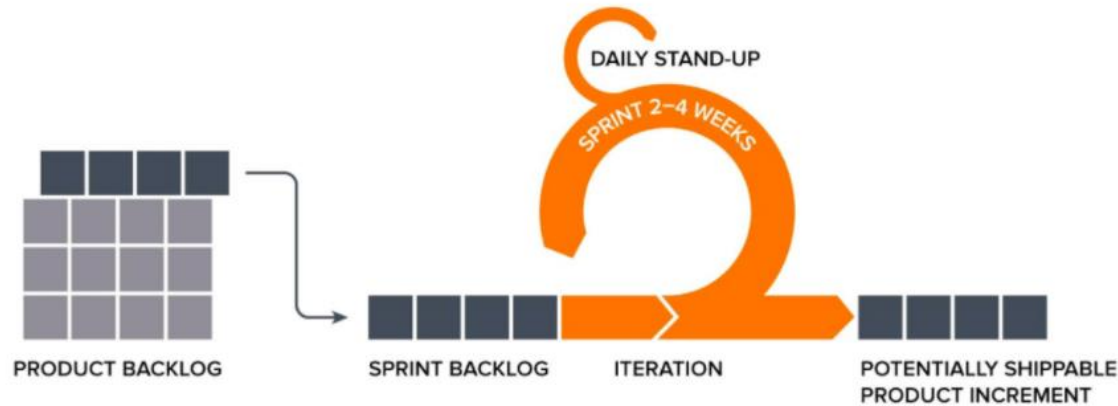 DAILY STAND-UP
SPRINT 2–4 WEEKS
PRODUCT BACKLOG
SPRINT BACKLOG
ITERATION
POTENTIALLY SHIPPABLE
PRODUCT INCREMENT